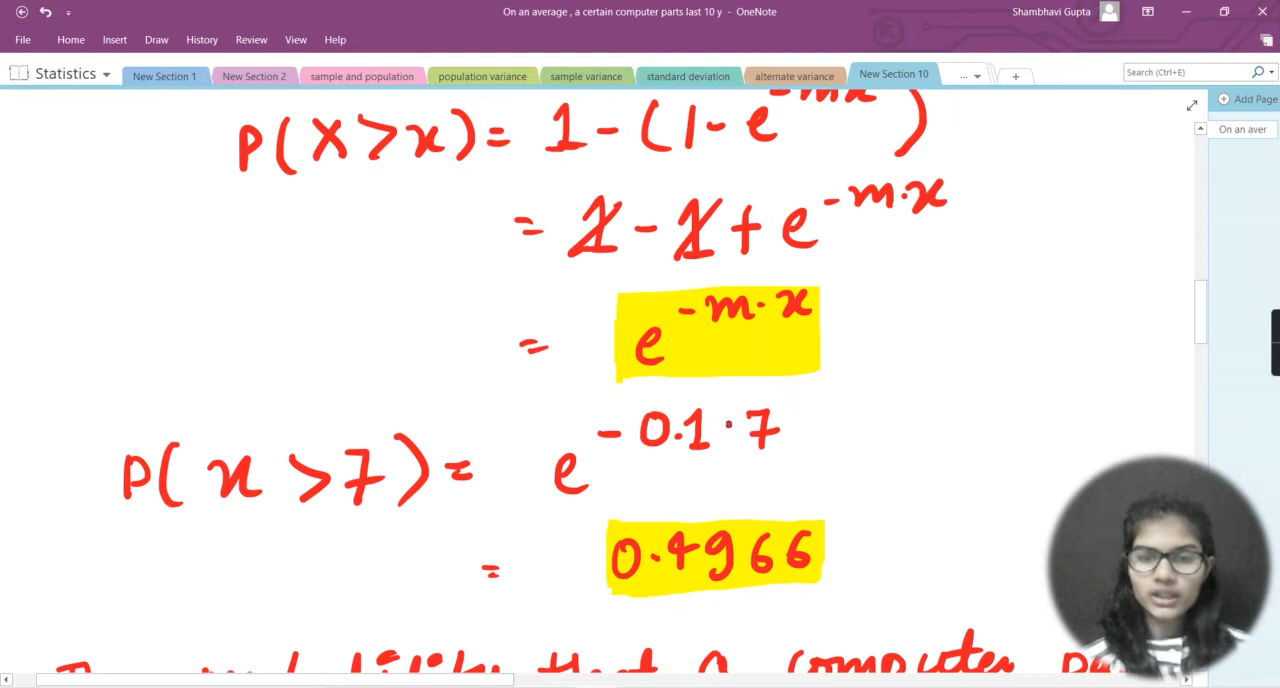 On an average , a certain computer parts last 10 y - OneNote
Shambhavi Gupta
File Home Insert Draw History Review View Help
Statistics
New Section 1 New Section 2 sample and population population variance sample variance standard deviation alternate variance New Section 10 ... +
Search (Ctrl+E)
Add Page
On an aver
P(X>x)= 1-(1-e^-mx)
= 1-1+e^-m·x
= e^-m·x
P(x>7)= e^-0.1·7
= 0.4966
that a computer